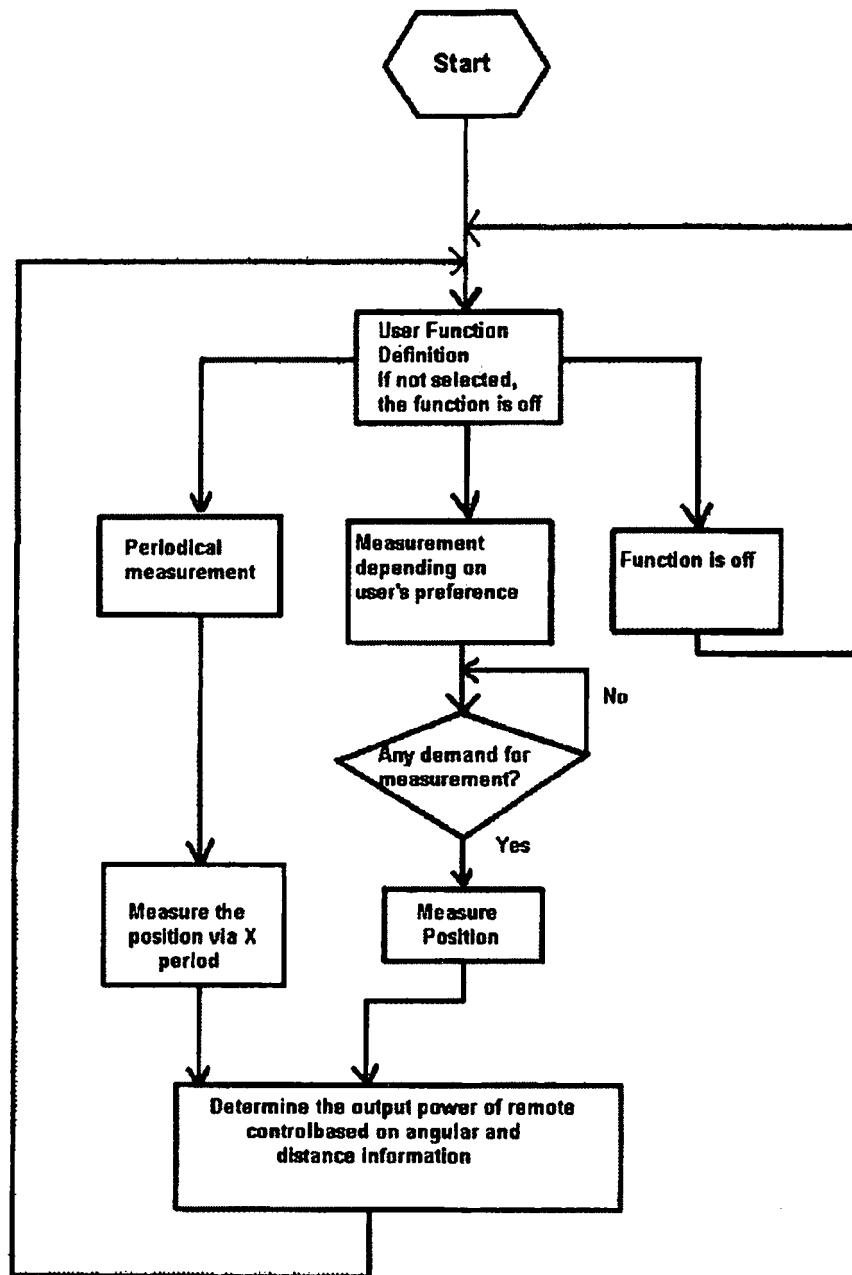 Start
User Function
Definition
If not selected,
the function is off
Periodical
measurement
Measurement
depending on
user's preference
Function is off
No
Any demand for
measurement?
Yes
Measure the
position via X
period
Measure
Position
Determine the output power of remote
controlbased on angular and
distance information